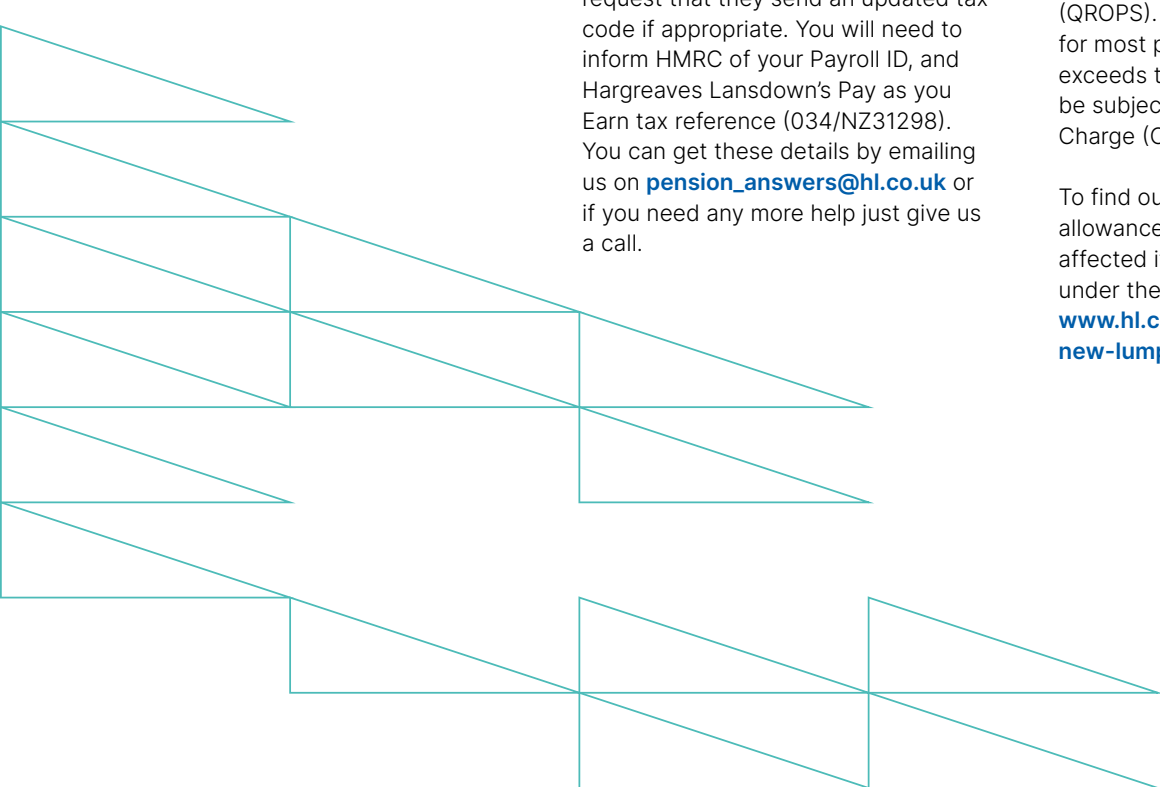 request that they send an updated tax
code if appropriate. You will need to
inform HMRC of your Payroll ID, and
Hargreaves Lansdown’s Pay as you
Earn tax reference (034/NZ31298).
You can get these details by emailing
us on pension_answers@hl.co.uk or
if you need any more help just give us
a call.
(QROPS).
for most
exceeds
Charge
To find
allowance
affected
under the
www.hl.c
new-lump